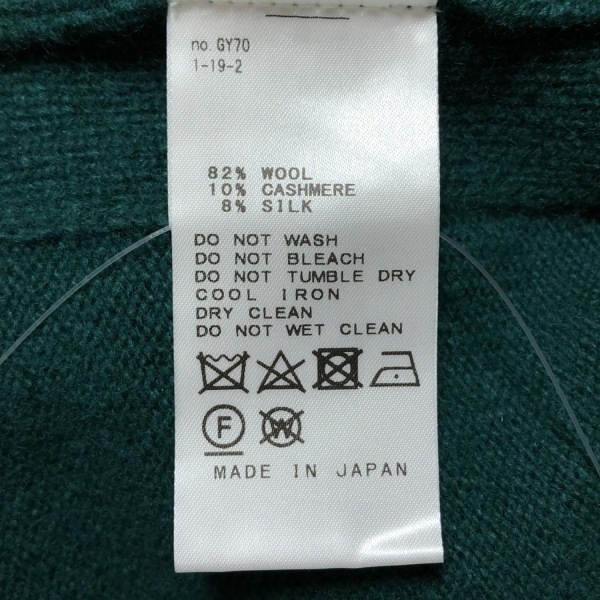 no. GY70
1-19-2
82% WOOL
10% CASHMERE
8% SILK
DO NOT WASH
DO NOT BLEACH
DO NOT TUMBLE DRY
COOL IRON
DRY CLEAN
DO NOT WET CLEAN
F W
MADE IN JAPAN